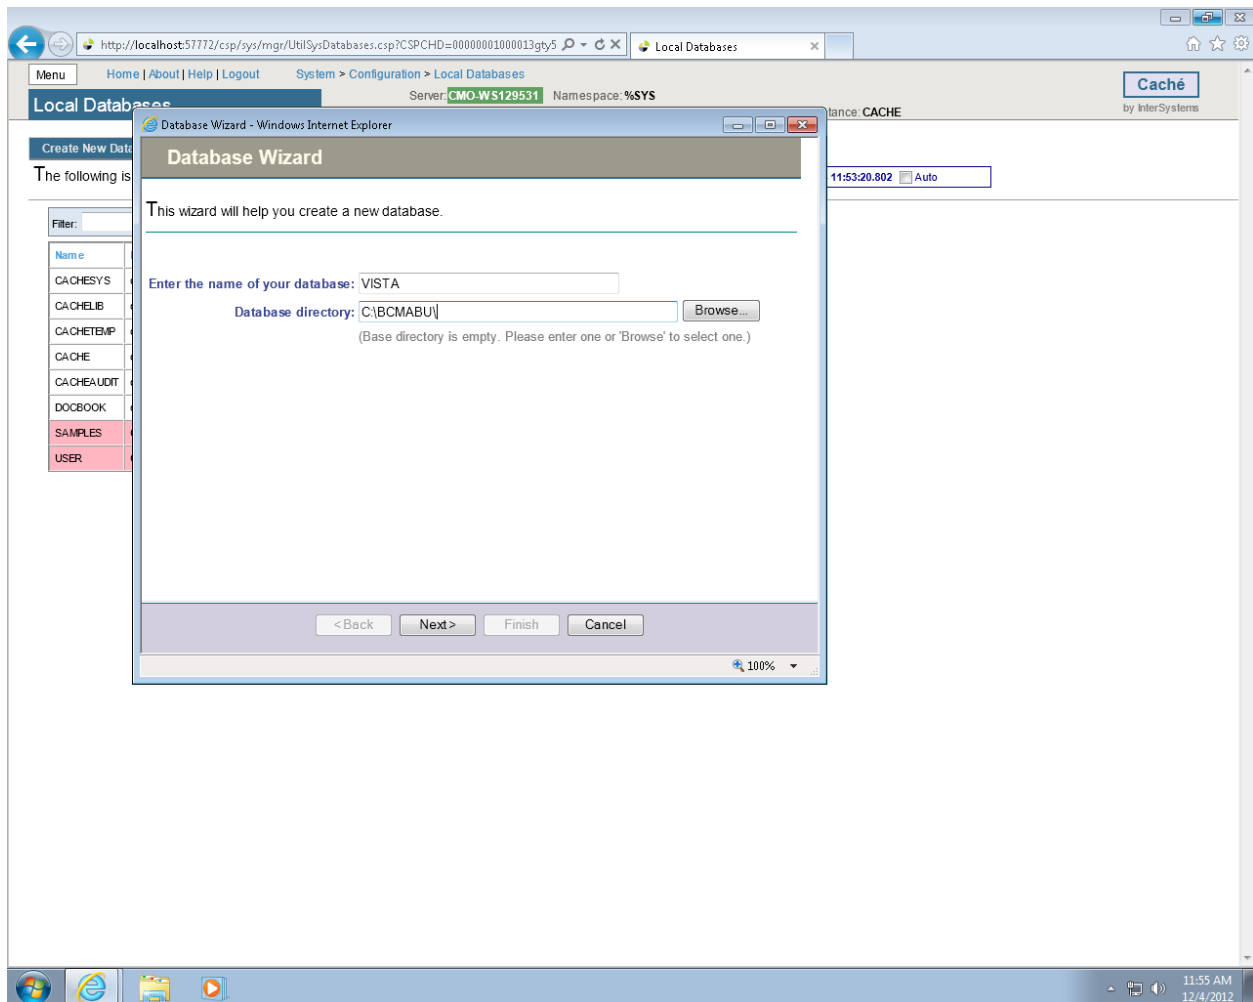 http://localhost:57772/csp/sys/mgr/UtilSysDatabases.csp?CSPCHD=00000001000013gty5
Local Databases
Menu
Home | About | Help | Logout
System > Configuration > Local Databases
Server: CMO-WS129531 Namespace: %SYS
Caché
by InterSystems
Local Databases
tance: CACHE
Create New Data
The following is
11:53:20.802 Auto
Filter:
Name
CACHESYS
CACHELIB
CACHETEMP
CACHE
CACHEAUDIT
DOCBOOK
SAMPLES
USER
Database Wizard - Windows Internet Explorer
Database Wizard
This wizard will help you create a new database.
Enter the name of your database: VISTA
Database directory: C:\BCMABU\
Browse...
(Base directory is empty. Please enter one or 'Browse' to select one.)
< Back
Next >
Finish
Cancel
100%
11:55 AM
12/4/2012